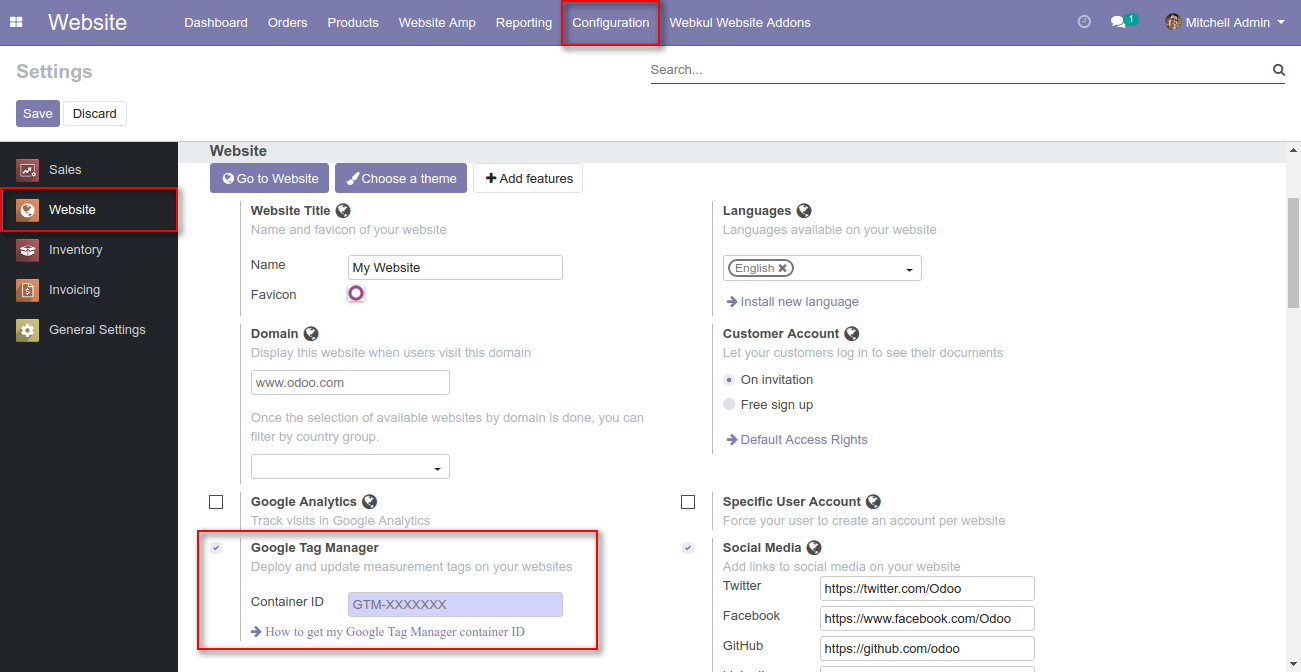 Website Dashboard Orders Products Website Amp Reporting Configuration Webkul Website Addons 1 Mitchell Admin
Settings
Search...
Save Discard
Sales
Website
Inventory
Invoicing
General Settings
Website
Go to Website Choose a theme Add features
Website Title
Name and favicon of your website
Name My Website
Favicon
Languages
Languages available on your website
English
Install new language
Domain
Display this website when users visit this domain
www.odoo.com
Once the selection of available websites by domain is done, you can
filter by country group.
Customer Account
Let your customers log in to see their documents
On invitation
Free sign up
Default Access Rights
Google Analytics
Track visits in Google Analytics
Specific User Account
Force your user to create an account per website
Google Tag Manager
Deploy and update measurement tags on your websites
Container ID GTM-XXXXXXX
How to get my Google Tag Manager container ID
Social Media
Add links to social media on your website
Twitter https://twitter.com/Odoo
Facebook https://www.facebook.com/Odoo
GitHub https://github.com/odoo